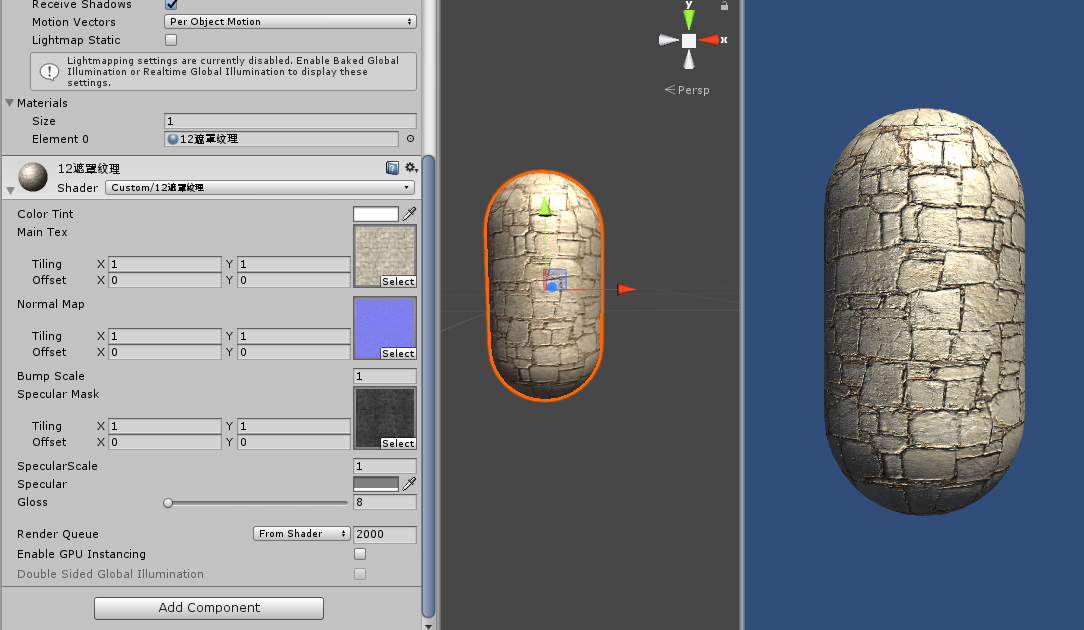 Receive Shadows
Motion Vectors Per Object Motion
Lightmap Static
Lightmapping settings are currently disabled. Enable Baked Global
Illumination or Realtime Global Illumination to display these
settings.
Materials
Size 1
Element 0 12遮罩纹理
12遮罩纹理
Shader Custom/12遮罩纹理
Color Tint
Main Tex
Tiling X 1 Y 1
Offset X 0 Y 0
Select
Normal Map
Tiling X 1 Y 1
Offset X 0 Y 0
Select
Bump Scale 1
Specular Mask
Tiling X 1 Y 1
Offset X 0 Y 0
Select
SpecularScale 1
Specular
Gloss 8
Render Queue From Shader 2000
Enable GPU Instancing
Double Sided Global Illumination
Add Component
y
x
Persp